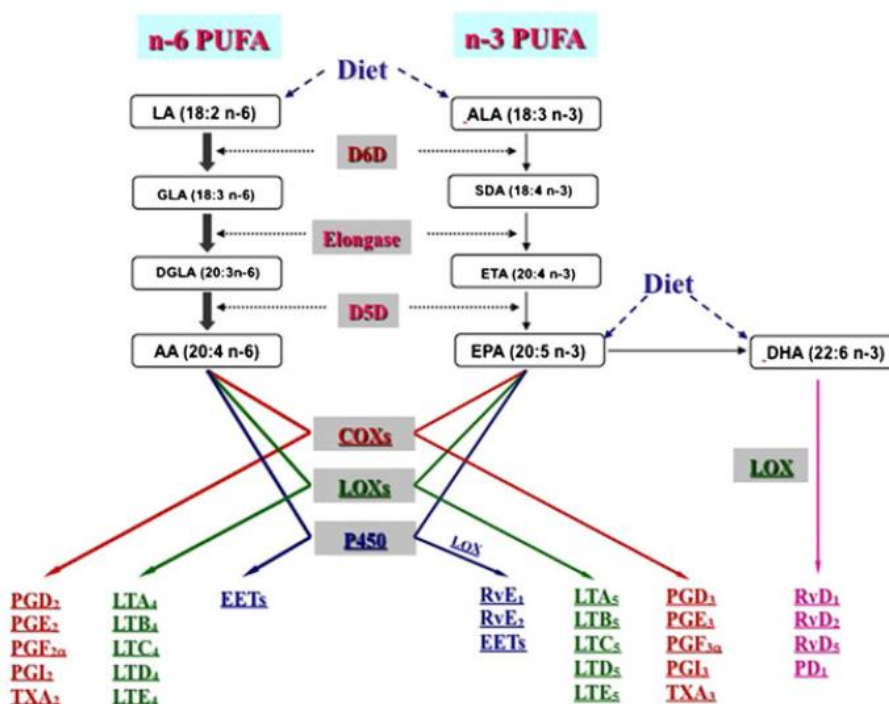 n-6 PUFA
n-3 PUFA
Diet
LA (18:2 n-6)
ALA (18:3 n-3)
D6D
GLA (18:3 n-6)
SDA (18:4 n-3)
Elongase
DGLA (20:3n-6)
ETA (20:4 n-3)
Diet
D5D
AA (20:4 n-6)
EPA (20:5 n-3)
DHA (22:6 n-3)
COXs
LOX
LOXs
P450
LOX
PGD₂
PGE₂
PGF₂α
PGI₂
TXA₂
LTA₄
LTB₄
LTC₄
LTD₄
LTE₄
EETs
RvE₁
RvE₂
EETs
LTA₅
LTB₅
LTC₅
LTD₅
LTE₅
PGD₃
PGE₃
PGF₃α
PGI₃
TXA₃
RvD₁
RvD₂
RvD₅
PD₁